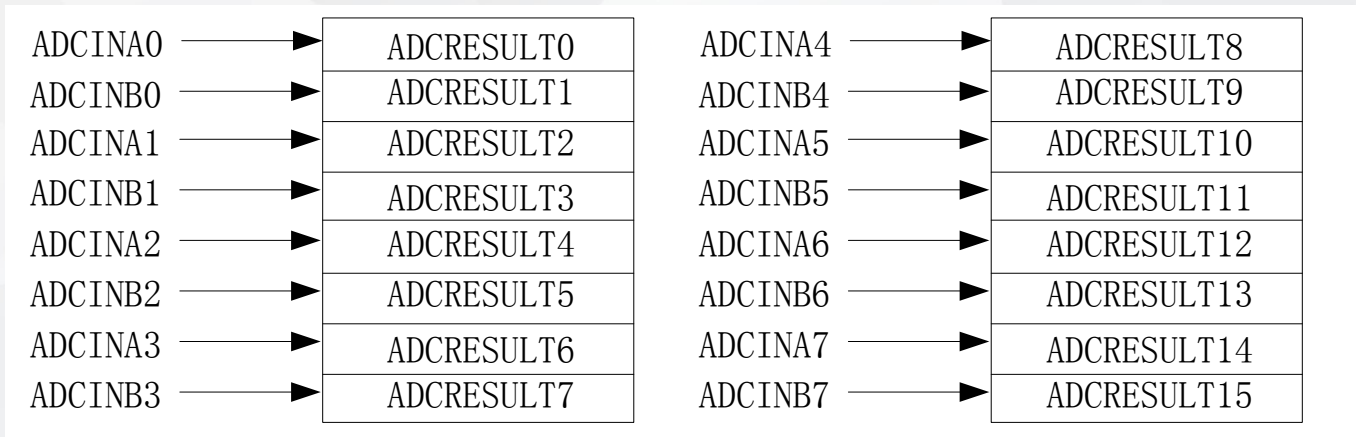 ADCINA0 ADCRESULT0
ADCINB0 ADCRESULT1
ADCINA1 ADCRESULT2
ADCINB1 ADCRESULT3
ADCINA2 ADCRESULT4
ADCINB2 ADCRESULT5
ADCINA3 ADCRESULT6
ADCINB3 ADCRESULT7
ADCINA4 ADCRESULT8
ADCINB4 ADCRESULT9
ADCINA5 ADCRESULT10
ADCINB5 ADCRESULT11
ADCINA6 ADCRESULT12
ADCINB6 ADCRESULT13
ADCINA7 ADCRESULT14
ADCINB7 ADCRESULT15